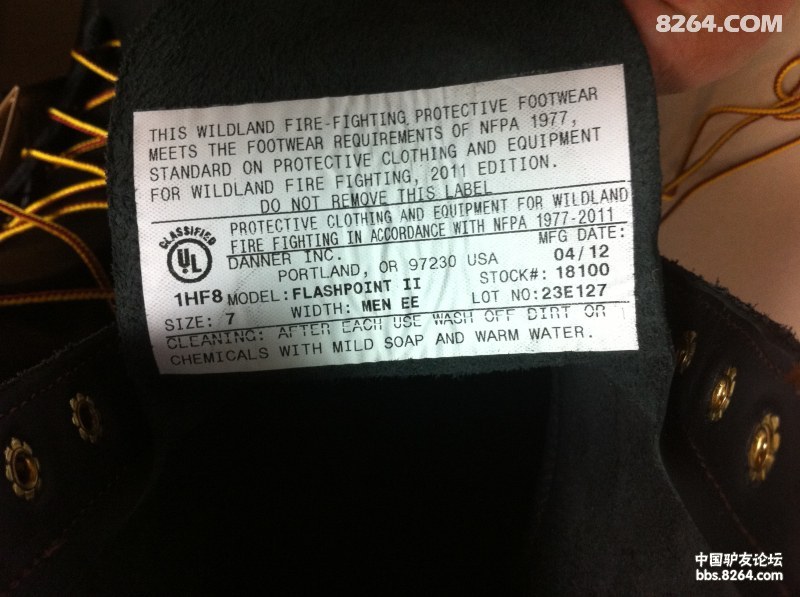 8264.COM
THIS WILDLAND FIRE-FIGHTING PROTECTIVE FOOTWEAR
MEETS THE FOOTWEAR REQUIREMENTS OF NFPA 1977,
STANDARD ON PROTECTIVE CLOTHING AND EQUIPMENT
FOR WILDLAND FIRE FIGHTING, 2011 EDITION.
DO NOT REMOVE THIS LABEL
CLASSIFIED
UL
PROTECTIVE CLOTHING AND EQUIPMENT FOR WILDLAND
FIRE FIGHTING IN ACCORDANCE WITH NFPA 1977-2011
DANNER INC. MFG DATE:
PORTLAND, OR 97230 USA 04/12
1HF8 MODEL: FLASHPOINT II STOCK#: 18100
SIZE: 7 WIDTH: MEN EE LOT NO: 23E127
CLEANING: AFTER EACH USE WASH OFF DIRT OR
CHEMICALS WITH MILD SOAP AND WARM WATER.
中国驴友论坛
bbs.8264.com